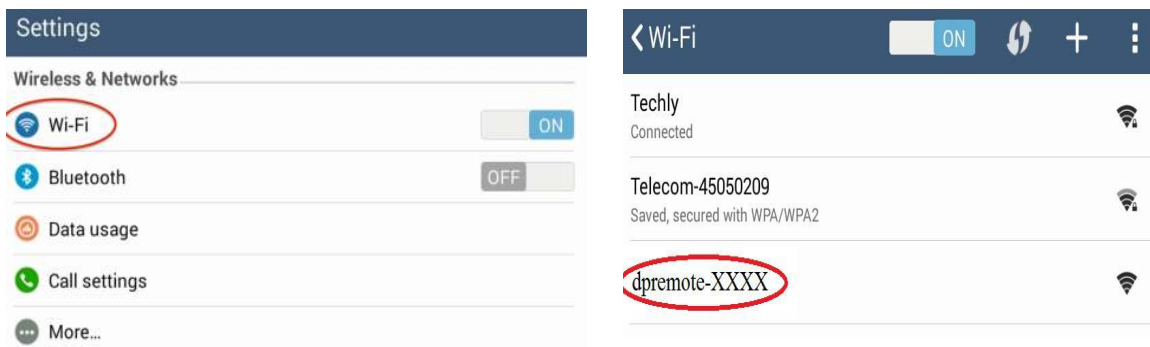 Settings
Wireless & Networks
Wi-Fi ON
Bluetooth OFF
Data usage
Call settings
More...
Wi-Fi ON
Techly
Connected
Telecom-45050209
Saved, secured with WPA/WPA2
dpremote-XXXX